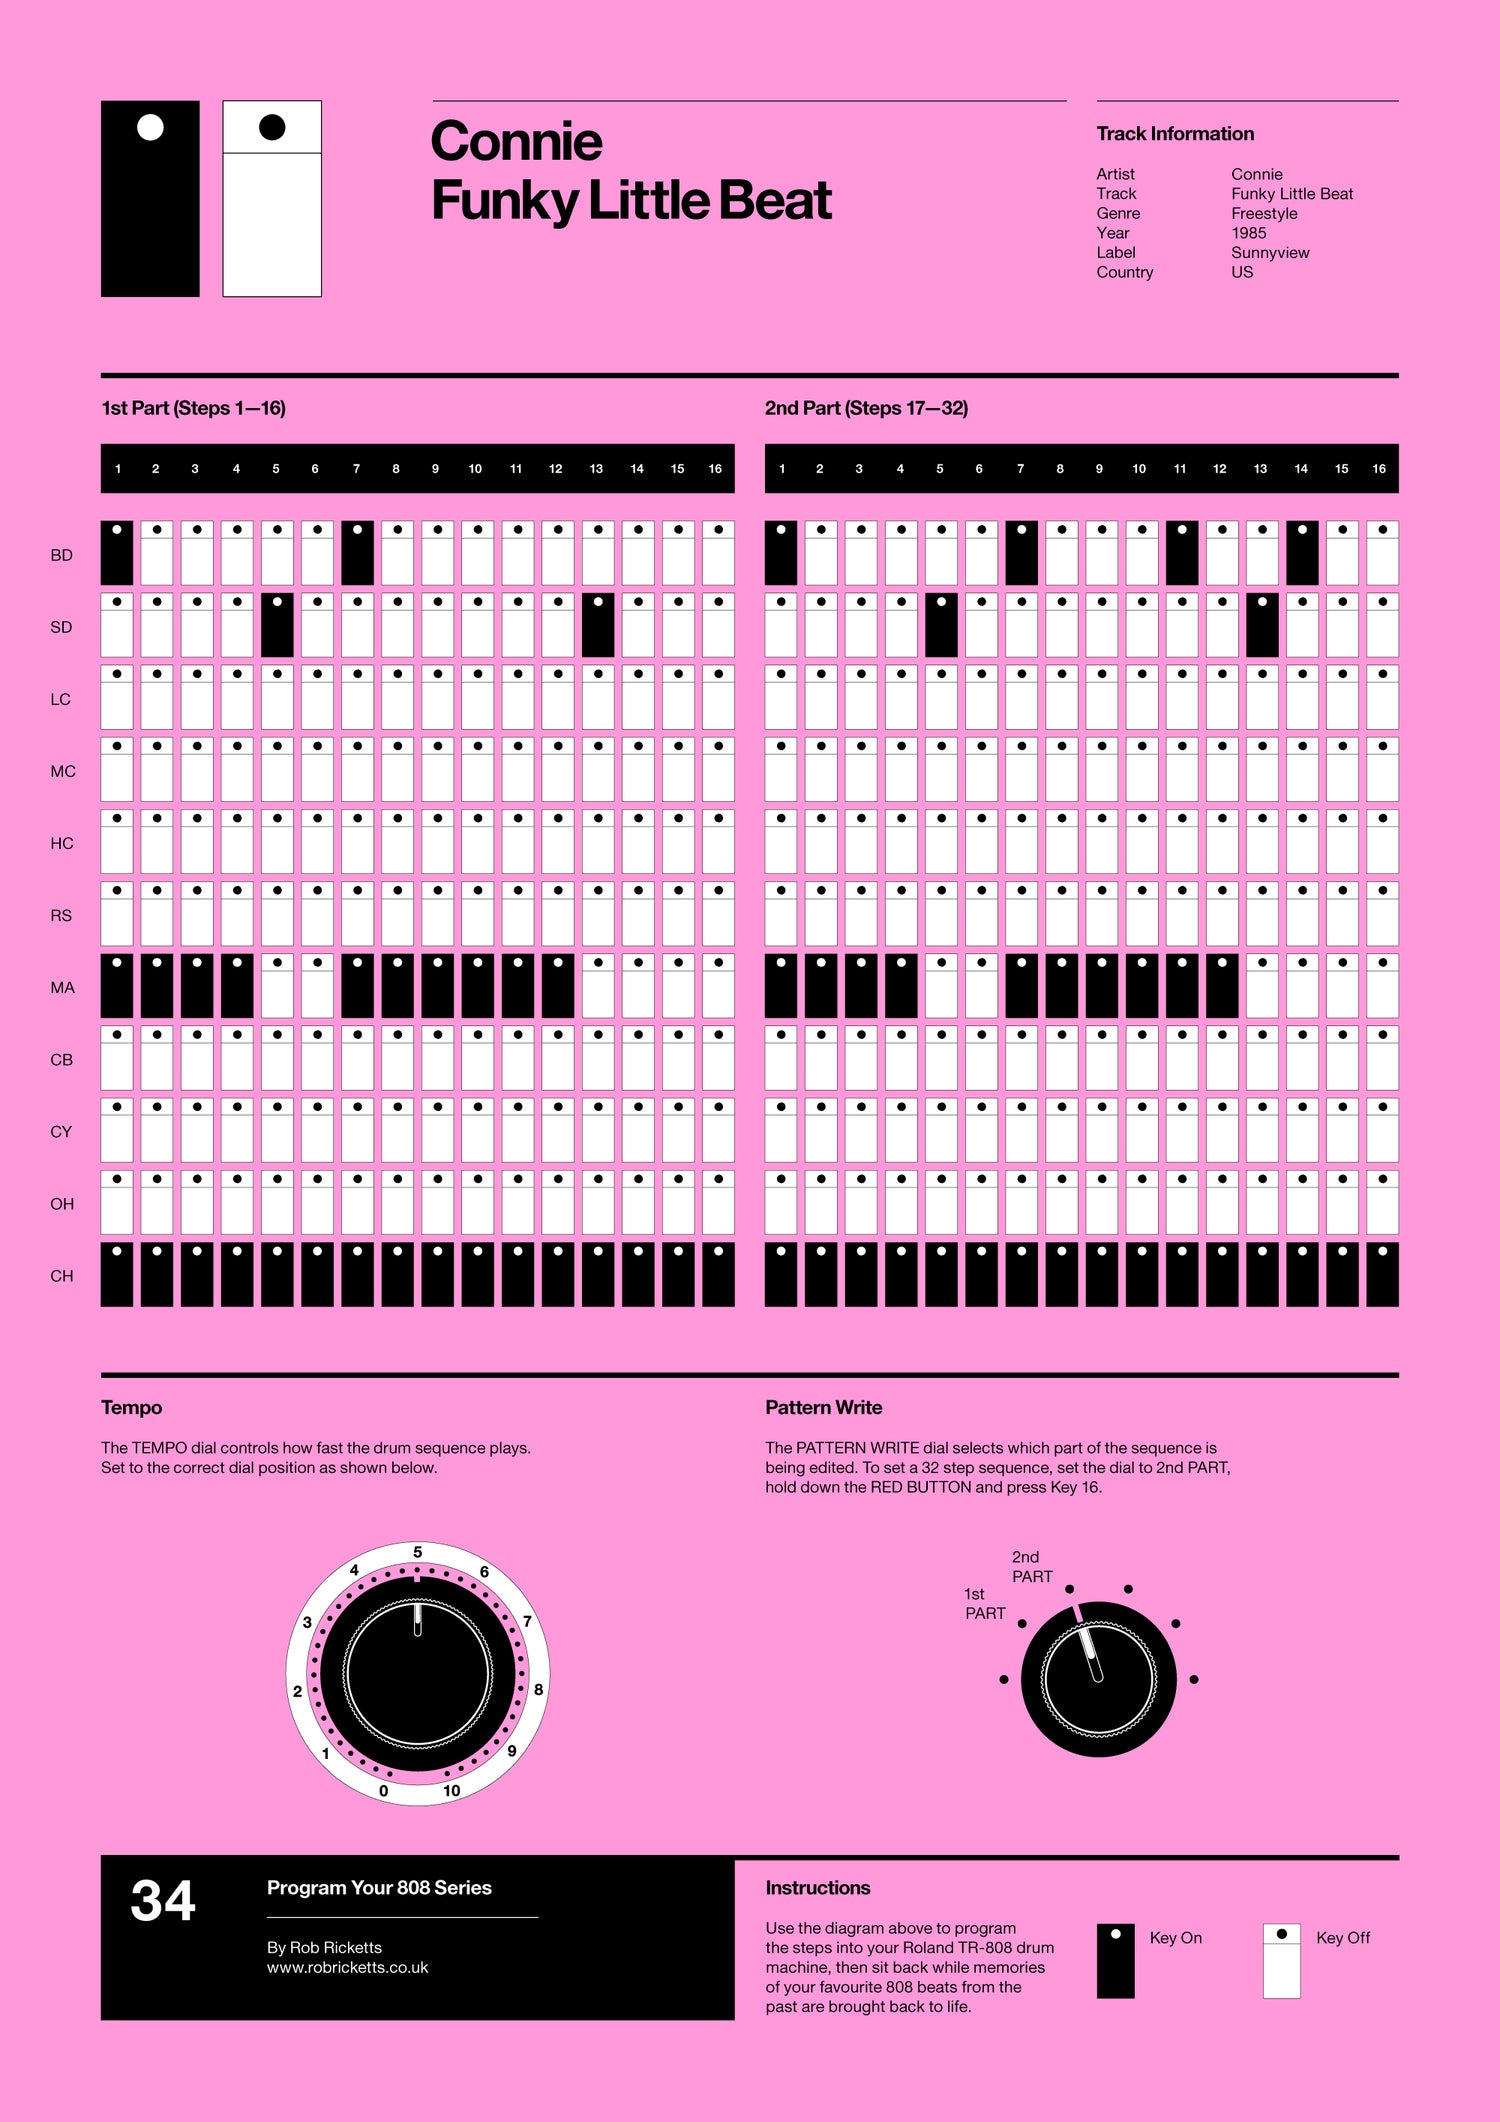 Connie
Funky Little Beat
Track Information
Artist Connie
Track Funky Little Beat
Genre Freestyle
Year 1985
Label Sunnyview
Country US
1st Part (Steps 1—16)
1 2 3 4 5 6 7 8 9 10 11 12 13 14 15 16
2nd Part (Steps 17—32)
1 2 3 4 5 6 7 8 9 10 11 12 13 14 15 16
BD
SD
LC
MC
HC
RS
MA
CB
CY
OH
CH
Tempo
The TEMPO dial controls how fast the drum sequence plays.
Set to the correct dial position as shown below.
0 1 2 3 4 5 6 7 8 9 10
Pattern Write
The PATTERN WRITE dial selects which part of the sequence is
being edited. To set a 32 step sequence, set the dial to 2nd PART,
hold down the RED BUTTON and press Key 16.
1st
PART
2nd
PART
34
Program Your 808 Series
By Rob Ricketts
www.robricketts.co.uk
Instructions
Use the diagram above to program
the steps into your Roland TR-808 drum
machine, then sit back while memories
of your favourite 808 beats from the
past are brought back to life.
Key On
Key Off